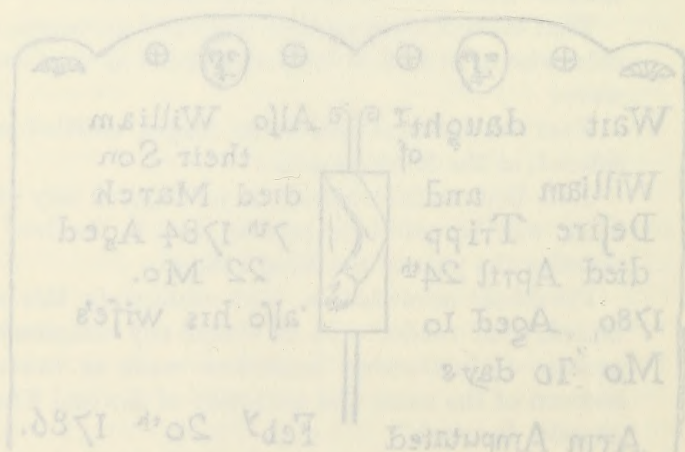 Wait daughtr
of
William and
Deſire Tripp
died April 24th
1780 Aged 10
Mo 10 days
Alſo William
their Son
died March
7th 1784 Aged
22 Mo.
alſo his wife's
Arm Amputated Feby 20th 1786.